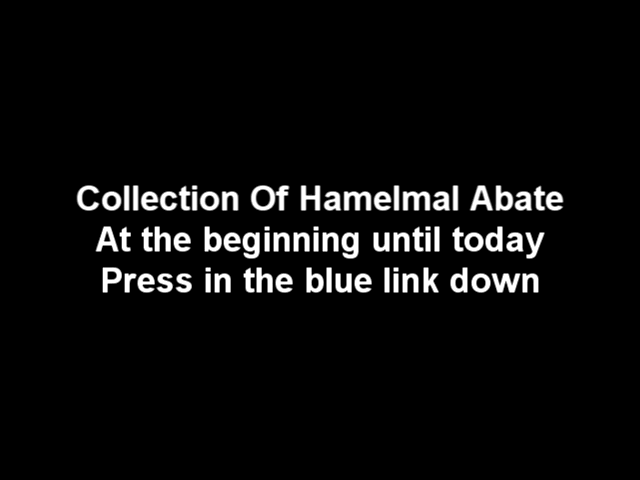 Collection Of Hamelmal Abate
At the beginning until today
Press in the blue link down